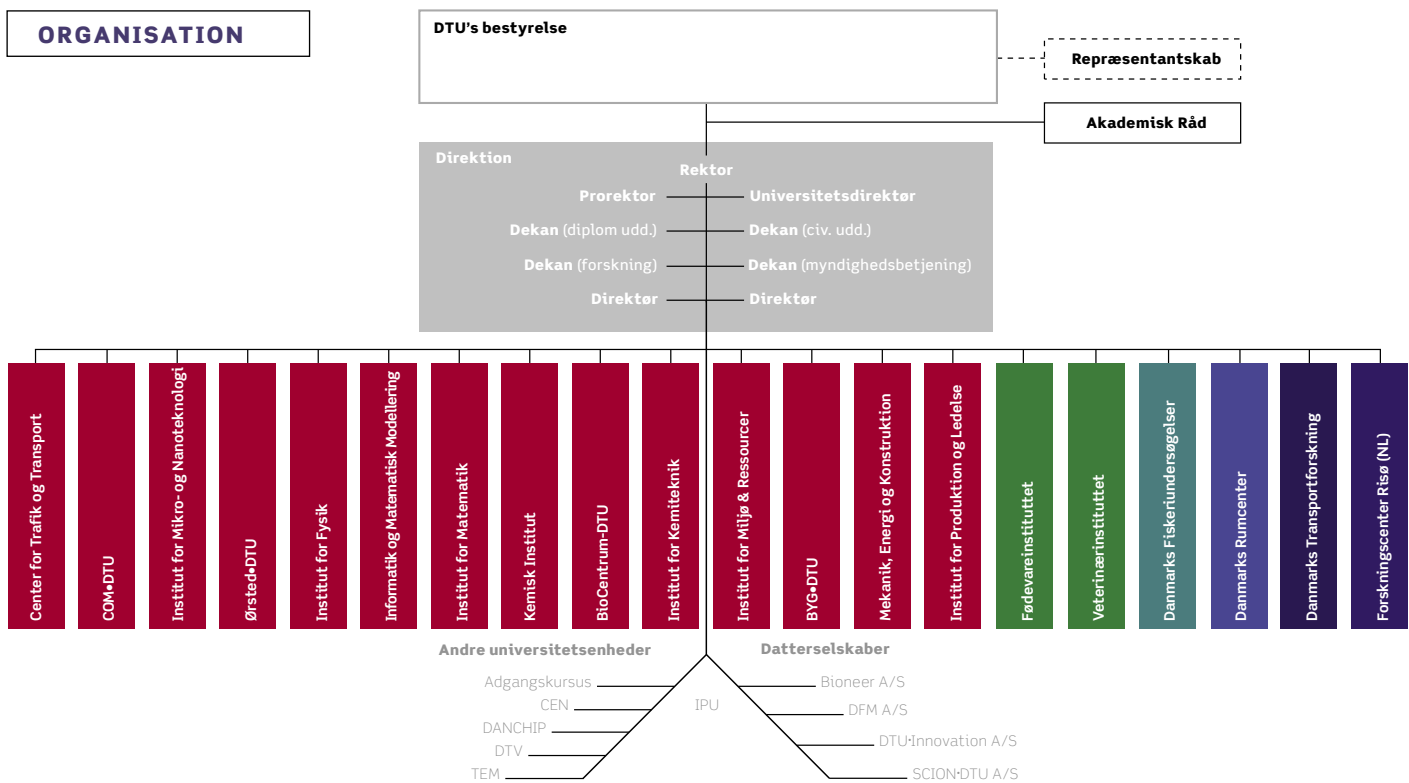 ORGANISATION
DTU's bestyrelse
Repræsentantskab
Akademisk Råd
Direktion
Rektor
Prorektor
Universitetsdirektør
Dekan (diplom udd.)
Dekan (civ. udd.)
Dekan (forskning)
Dekan (myndighedsbetjening)
Direktør
Direktør
Center for Trafik og Transport
COM•DTU
Institut for Mikro- og Nanoteknologi
Ørsted•DTU
Institut for Fysik
Informatik og Matematisk Modellering
Institut for Matematik
Kemisk Institut
BioCentrum-DTU
Institut for Kemiteknik
Institut for Miljø & Ressourcer
BYG•DTU
Mekanik, Energi og Konstruktion
Institut for Produktion og Ledelse
Fødevareinstituttet
Veterinærinstituttet
Danmarks Fiskeriundersøgelser
Danmarks Rumcenter
Danmarks Transportforskning
Forskningscenter Risø (NL)
Andre universitetsenheder
Adgangskursus
CEN
DANCHIP
DTV
TEM
IPU
Datterselskaber
Bioneer A/S
DFM A/S
DTU•Innovation A/S
SCION•DTU A/S